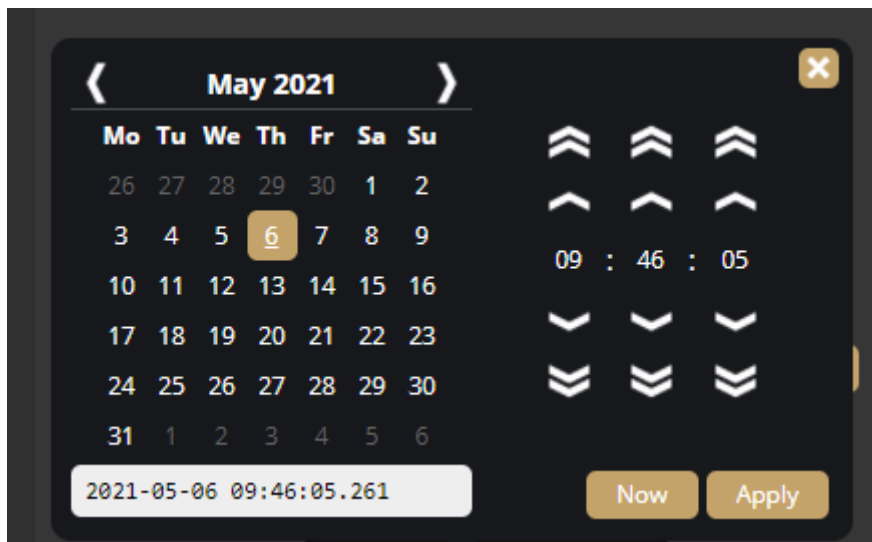 May 2021
Mo Tu We Th Fr Sa Su
26 27 28 29 30 1 2
3 4 5 6 7 8 9
10 11 12 13 14 15 16
17 18 19 20 21 22 23
24 25 26 27 28 29 30
31 1 2 3 4 5 6
2021-05-06 09:46:05.261
09 : 46 : 05
Now Apply